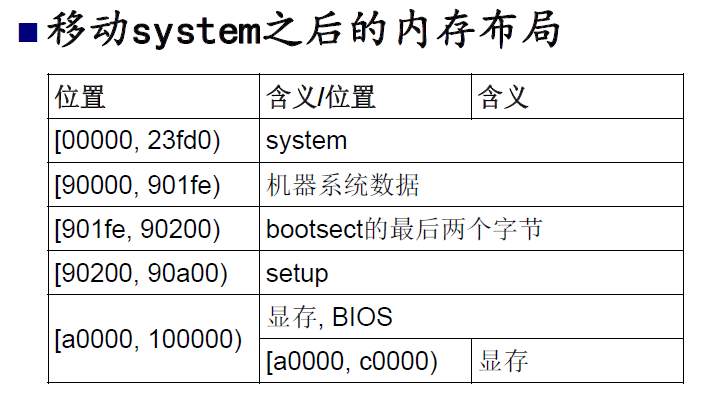 ■移动system之后的内存布局
位置 含义/位置 含义
[00000, 23fd0) system
[90000, 901fe) 机器系统数据
[901fe, 90200) bootsect的最后两个字节
[90200, 90a00) setup
[a0000, 100000) 显存, BIOS
[a0000, c0000) 显存